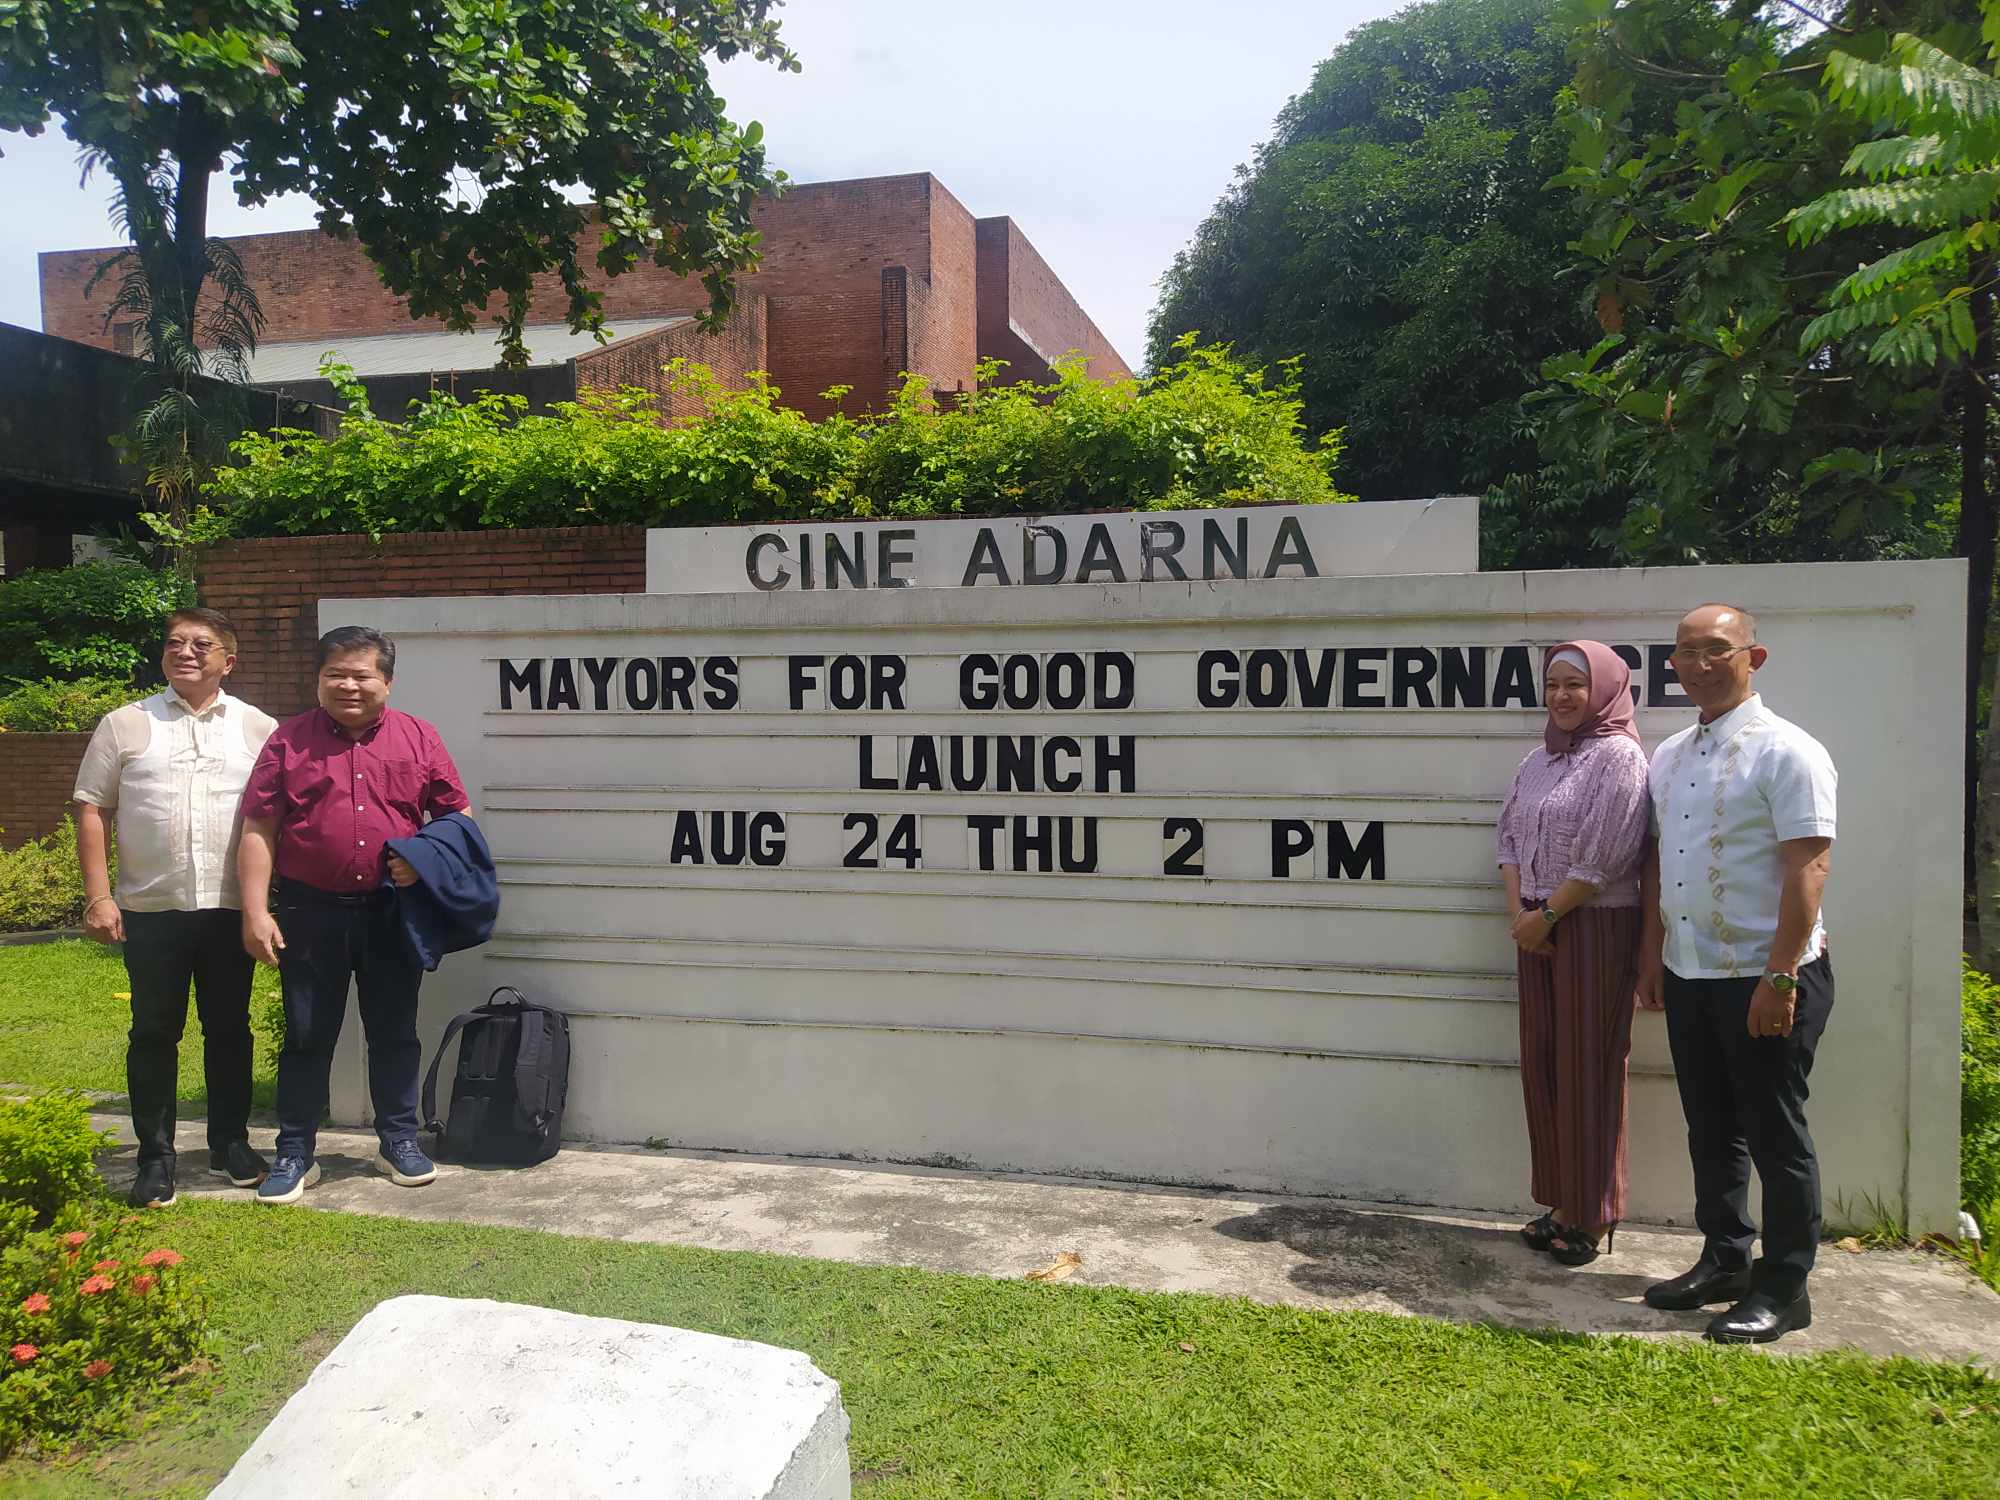 CINE ADARNA
MAYORS FOR GOOD GOVERNANCE
LAUNCH
AUG 24 THU 2 PM